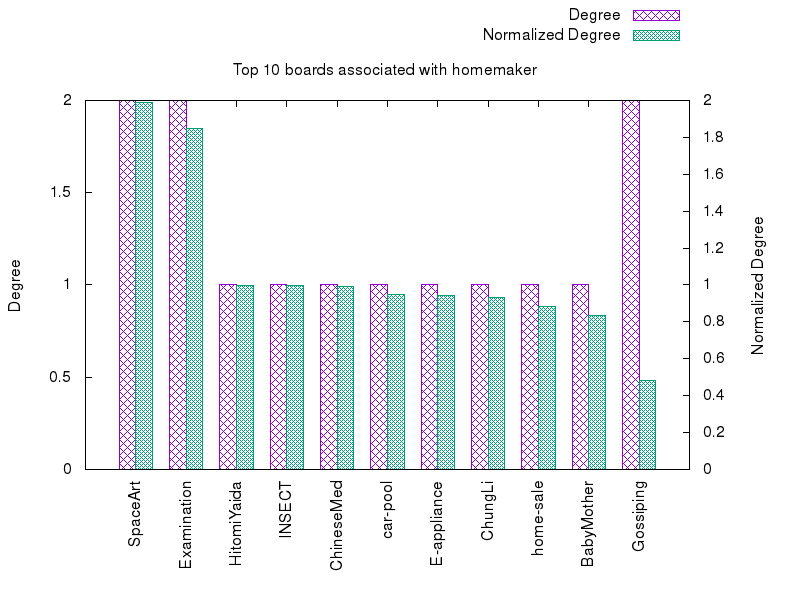 Degree
Normalized Degree
Top 10 boards associated with homemaker
Degree
Normalized Degree
2
1.5
1
0.5
0
2
1.8
1.6
1.4
1.2
1
0.8
0.6
0.4
0.2
0
SpaceArt
Examination
HitomiYaida
INSECT
ChineseMed
car-pool
E-appliance
ChungLi
home-sale
BabyMother
Gossiping